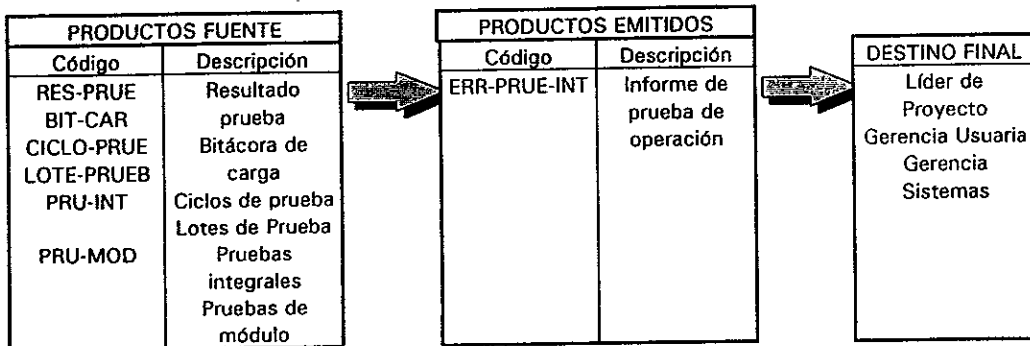 PRODUCTOS FUENTE
Código Descripción
RES-PRUE Resultado
BIT-CAR prueba
CICLO-PRUE Bitácora de
LOTE-PRUEB carga
PRU-INT Ciclos de prueba
Lotes de Prueba
PRU-MOD Pruebas
integrales
Pruebas de
módulo
PRODUCTOS EMITIDOS
Código Descripción
ERR-PRUE-INT Informe de
prueba de
operación
DESTINO FINAL
Líder de
Proyecto
Gerencia Usuaria
Gerencia
Sistemas